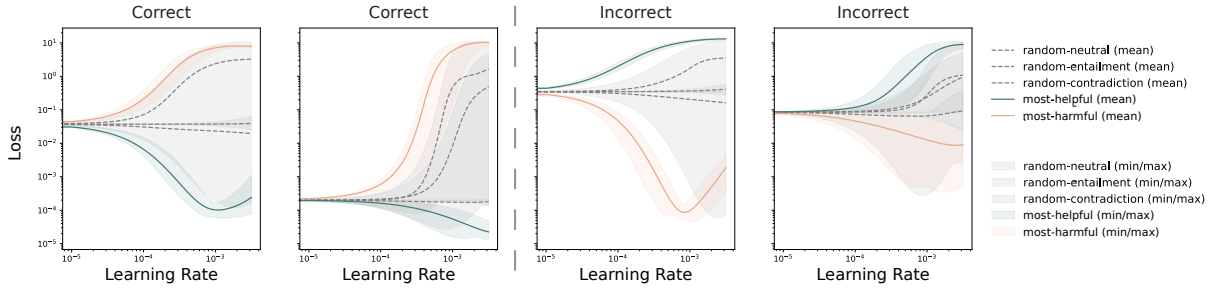 Correct
Correct
Incorrect
Incorrect
Loss
10¹
10⁰
10⁻¹
10⁻²
10⁻³
10⁻⁴
10⁻⁵
10⁻⁵ 10⁻⁴ 10⁻³
10⁻⁵ 10⁻⁴ 10⁻³
10⁻⁵ 10⁻⁴ 10⁻³
10⁻⁵ 10⁻⁴ 10⁻³
Learning Rate
Learning Rate
Learning Rate
Learning Rate
random-neutral (mean)
random-entailment (mean)
random-contradiction (mean)
most-helpful (mean)
most-harmful (mean)
random-neutral (min/max)
random-entailment (min/max)
random-contradiction (min/max)
most-helpful (min/max)
most-harmful (min/max)